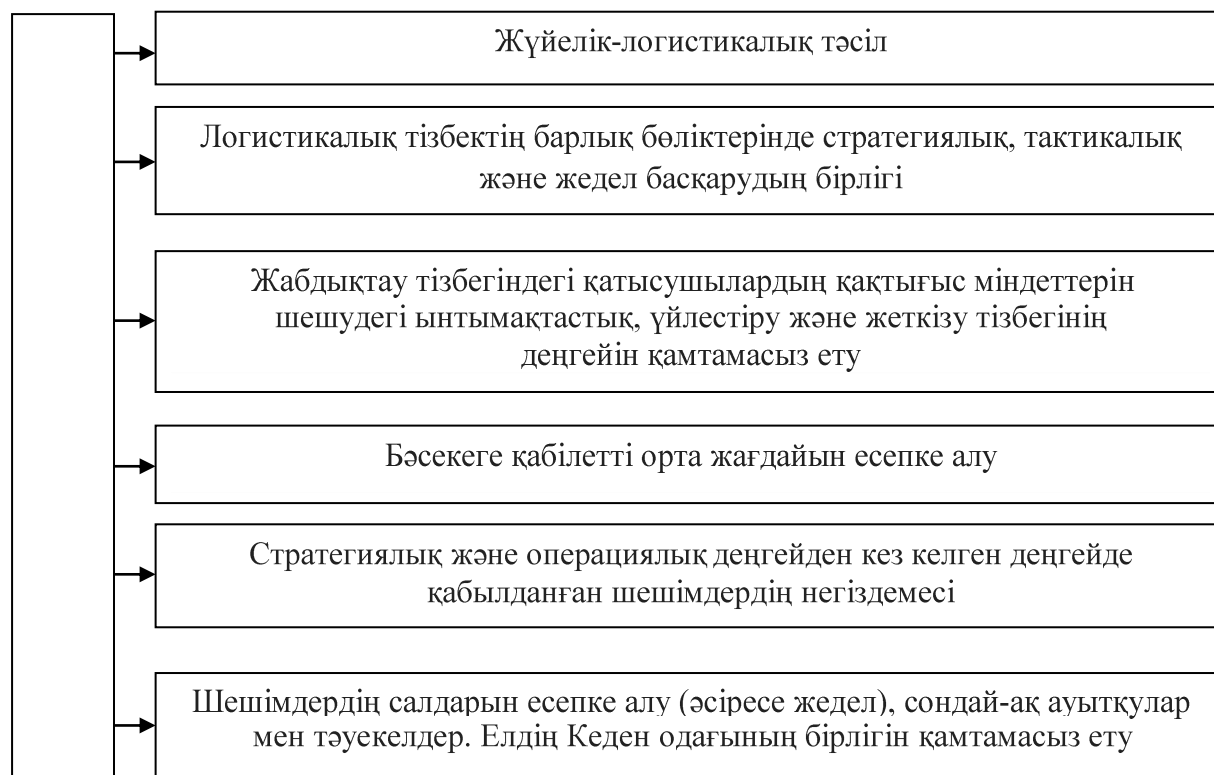 Жүйелік-логистикалық тәсіл
Логистикалық тізбектің барлық бөліктерінде стратегиялық, тактикалық
және жедел басқарудың бірлігі
Жабдықтау тізбегіндегі қатысушылардың қақтығыс міндеттерін
шешудегі ынтымақтастық, үйлестіру және жеткізу тізбегінің
деңгейін қамтамасыз ету
Бәсекеге қабілетті орта жағдайын есепке алу
Стратегиялық және операциялық деңгейден кез келген деңгейде
қабылданған шешімдердің негіздемесі
Шешімдердің салдарын есепке алу (әсіресе жедел), сондай-ақ ауытқулар
мен тәуекелдер. Елдің Кеден одағының бірлігін қамтамасыз ету